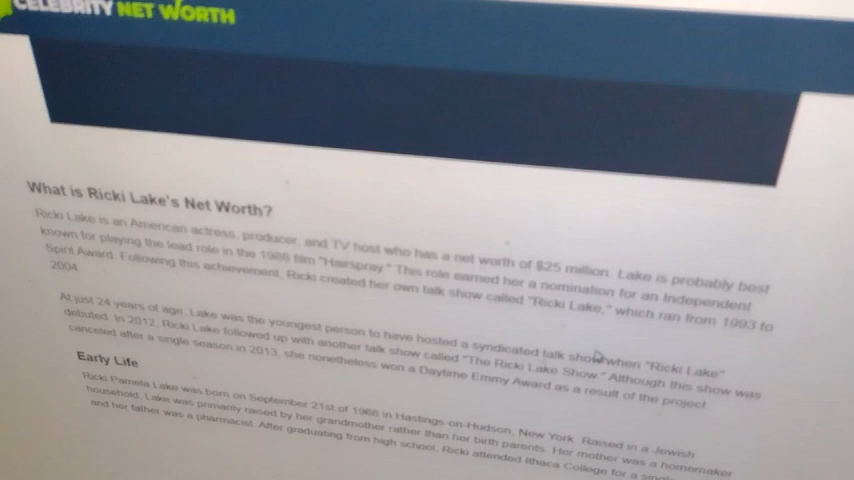 CELEBRITY NET WORTH
What is Ricki Lake's Net Worth?
Ricki Lake is an American actress, producer, and TV host who has a net worth of $25 million. Lake is probably best
known for playing the lead role in the 1988 film "Hairspray." This role earned her a nomination for an Independent
Spirit Award. Following this achievement, Ricki created her own talk show called "Ricki Lake," which ran from 1993 to
2004.
At just 24 years of age, Lake was the youngest person to have hosted a syndicated talk show when "Ricki Lake"
debuted. In 2012, Ricki Lake followed up with another talk show called "The Ricki Lake Show." Although this show was
canceled after a single season in 2013, she nonetheless won a Daytime Emmy Award as a result of the project.
Early Life
Ricki Pamela Lake was born on September 21st of 1968 in Hastings-on-Hudson, New York. Raised in a Jewish
household, Lake was primarily raised by her grandmother rather than her birth parents. Her mother was a homemaker
and her father was a pharmacist. After graduating from high school, Ricki attended Ithaca College for a single